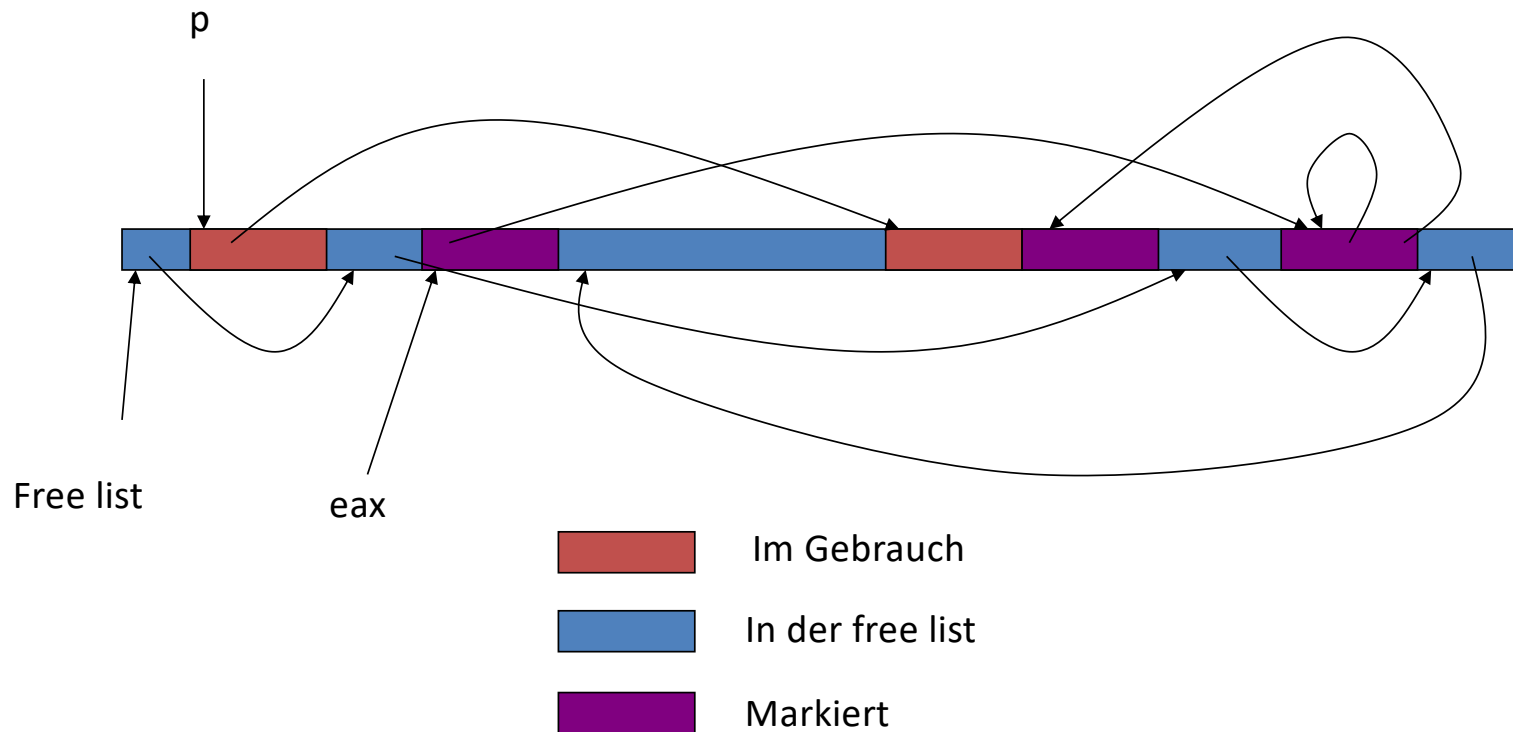 p
Free list
eax
Im Gebrauch
In der free list
Markiert